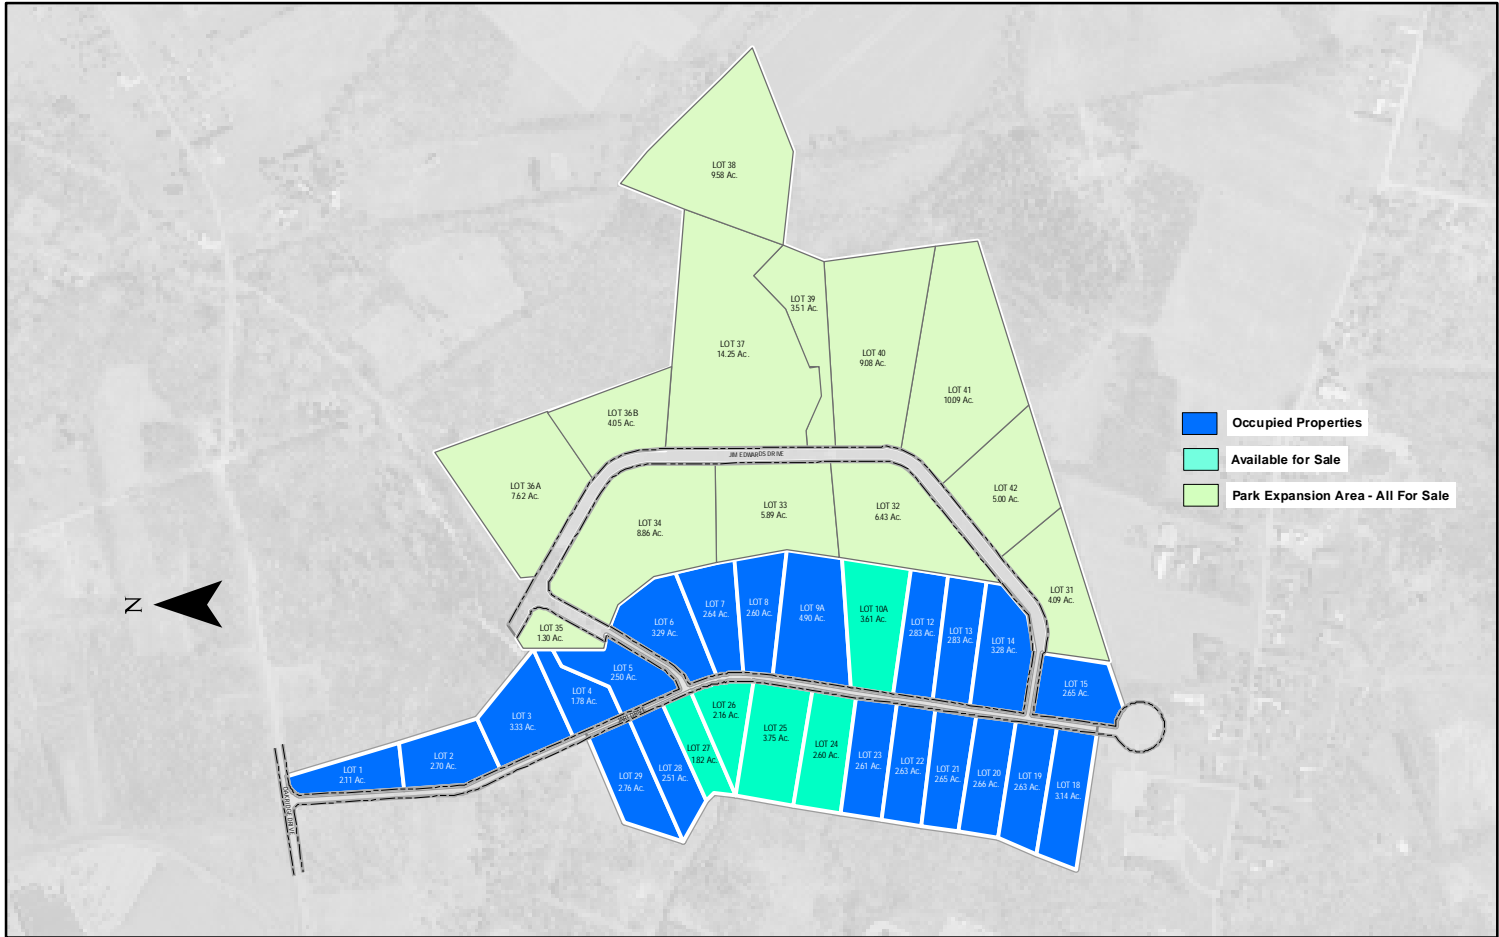 LOT 38
9.58 Ac.
LOT 39
3.51 Ac.
LOT 37
14.25 Ac.
LOT 40
9.08 Ac.
LOT 41
10.09 Ac.
LOT 36B
4.05 Ac.
LOT 36A
7.62 Ac.
JIM EDWARDS DRIVE
LOT 42
5.00 Ac.
LOT 34
8.86 Ac.
LOT 33
5.89 Ac.
LOT 32
6.43 Ac.
LOT 31
4.09 Ac.
LOT 35
1.30 Ac.
LOT 6
3.29 Ac.
LOT 7
2.64 Ac.
LOT 8
2.60 Ac.
LOT 9A
4.90 Ac.
LOT 10A
3.61 Ac.
LOT 12
2.83 Ac.
LOT 13
2.83 Ac.
LOT 14
3.28 Ac.
LOT 15
2.65 Ac.
LOT 5
2.50 Ac.
LOT 4
1.78 Ac.
LOT 3
3.33 Ac.
LOT 2
2.70 Ac.
LOT 1
2.11 Ac.
LOT 29
2.76 Ac.
LOT 28
2.51 Ac.
LOT 27
1.82 Ac.
LOT 26
2.16 Ac.
LOT 25
3.75 Ac.
LOT 24
2.60 Ac.
LOT 23
2.61 Ac.
LOT 22
2.63 Ac.
LOT 21
2.65 Ac.
LOT 20
2.66 Ac.
LOT 19
2.63 Ac.
LOT 18
3.14 Ac.
N
Occupied Properties
Available for Sale
Park Expansion Area - All For Sale